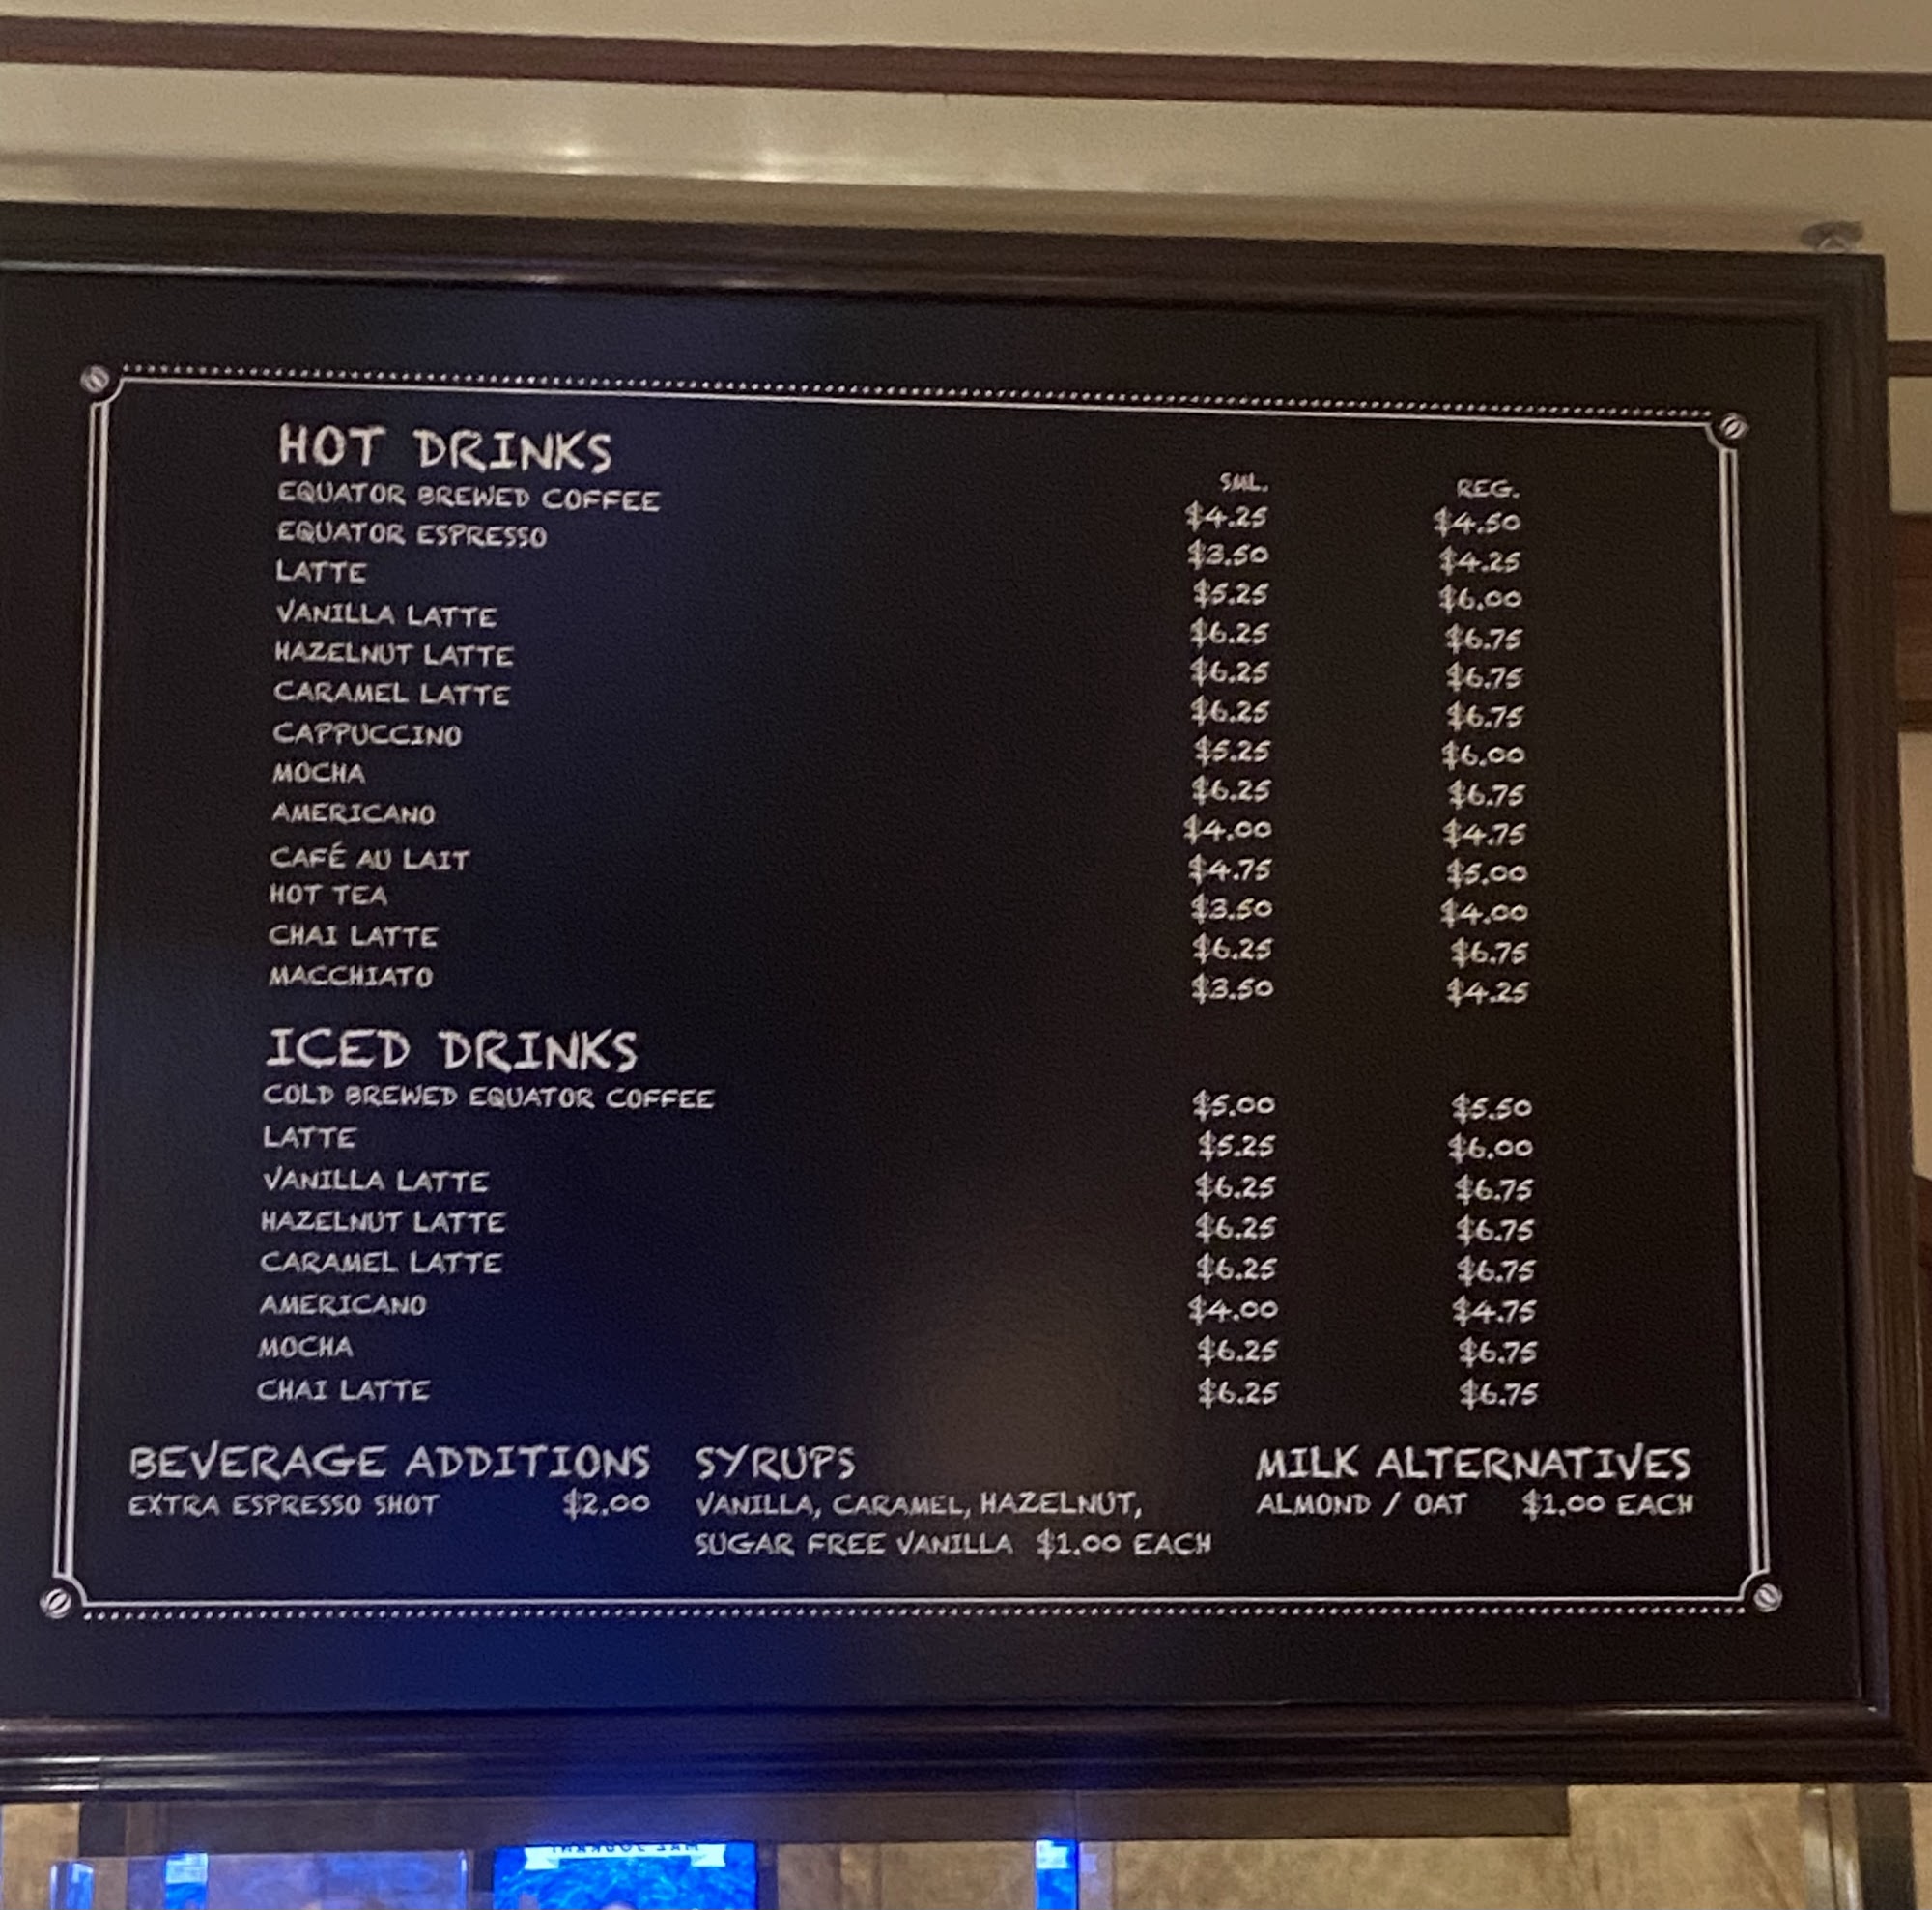 HOT DRINKS
SML. REG.
EQUATOR BREWED COFFEE $4.25 $4.50
EQUATOR ESPRESSO $3.50 $4.25
LATTE $5.25 $6.00
VANILLA LATTE $6.25 $6.75
HAZELNUT LATTE $6.25 $6.75
CARAMEL LATTE $6.25 $6.75
CAPPUCCINO $5.25 $6.00
MOCHA $6.25 $6.75
AMERICANO $4.00 $4.75
CAFÉ AU LAIT $4.75 $5.00
HOT TEA $3.50 $4.00
CHAI LATTE $6.25 $6.75
MACCHIATO $3.50 $4.25
ICED DRINKS
COLD BREWED EQUATOR COFFEE $5.00 $5.50
LATTE $5.25 $6.00
VANILLA LATTE $6.25 $6.75
HAZELNUT LATTE $6.25 $6.75
CARAMEL LATTE $6.25 $6.75
AMERICANO $4.00 $4.75
MOCHA $6.25 $6.75
CHAI LATTE $6.25 $6.75
BEVERAGE ADDITIONS
EXTRA ESPRESSO SHOT $2.00
SYRUPS
VANILLA, CARAMEL, HAZELNUT,
SUGAR FREE VANILLA $1.00 EACH
MILK ALTERNATIVES
ALMOND / OAT $1.00 EACH